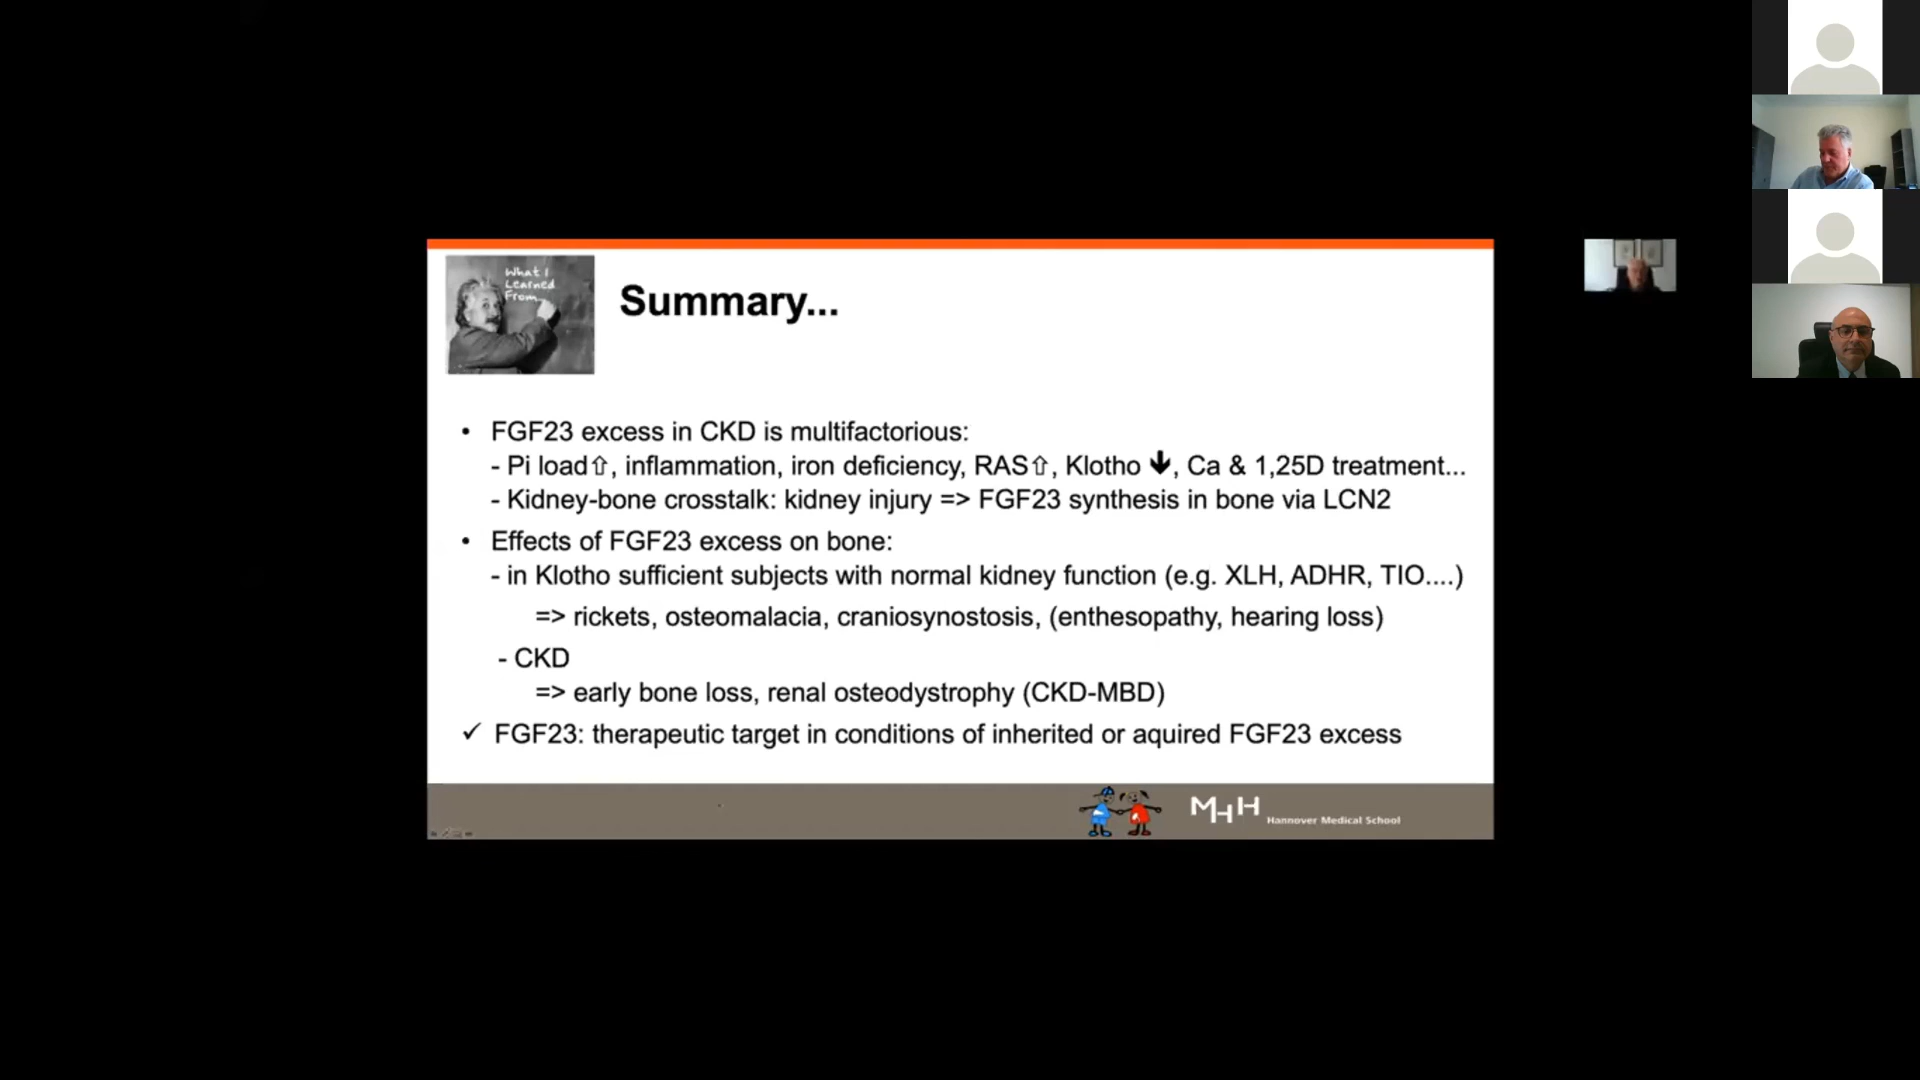 What I
Learned
From
Summary...
• FGF23 excess in CKD is multifactorious:
- Pi load⇧, inflammation, iron deficiency, RAS⇧, Klotho 🡻, Ca & 1,25D treatment...
- Kidney-bone crosstalk: kidney injury => FGF23 synthesis in bone via LCN2
• Effects of FGF23 excess on bone:
- in Klotho sufficient subjects with normal kidney function (e.g. XLH, ADHR, TIO....)
=> rickets, osteomalacia, craniosynostosis, (enthesopathy, hearing loss)
- CKD
=> early bone loss, renal osteodystrophy (CKD-MBD)
✓ FGF23: therapeutic target in conditions of inherited or aquired FGF23 excess
MHH Hannover Medical School